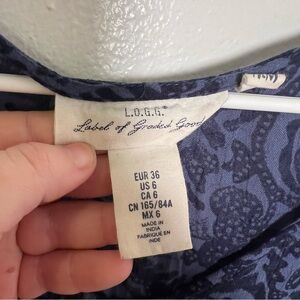 L.O.G.G.
Label of Graded Goods
EUR 36
US 6
CA 6
CN 165/84A
MX 6
MADE IN
INDIA
FABRIQUE EN
INDE